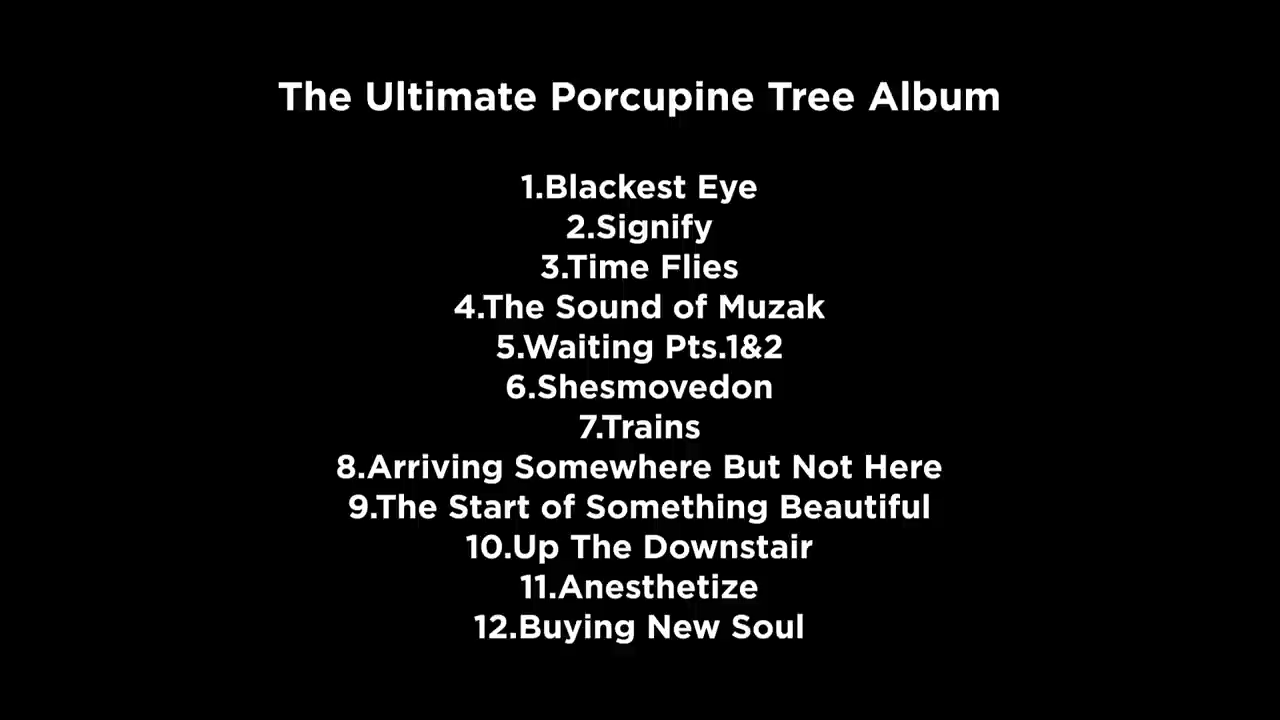 The Ultimate Porcupine Tree Album
1.Blackest Eye
2.Signify
3.Time Flies
4.The Sound of Muzak
5.Waiting Pts.1&2
6.Shesmovedon
7.Trains
8.Arriving Somewhere But Not Here
9.The Start of Something Beautiful
10.Up The Downstair
11.Anesthetize
12.Buying New Soul